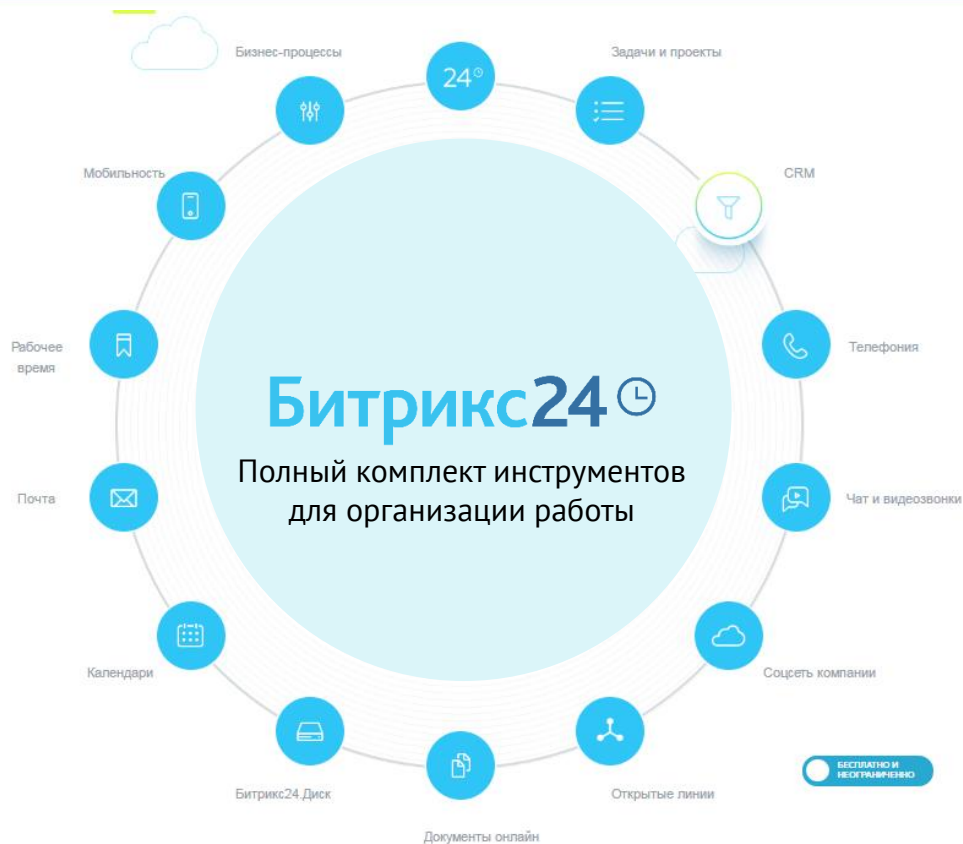 Бизнес-процессы
24
Задачи и проекты
Мобильность
CRM
Рабочее
время
Телефония
Битрикс24
Полный комплект инструментов
для организации работы
Почта
Чат и видеозвонки
Календари
Соцсеть компании
БЕСПЛАТНО И
НЕОГРАНИЧЕННО
Битрикс24.Диск
Открытые линии
Документы онлайн